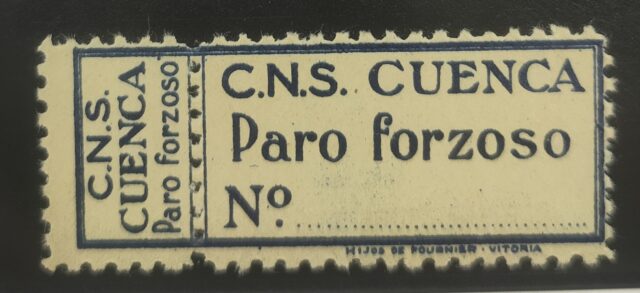 C.N.S.
CUENCA
Paro forzoso
C.N.S. CUENCA
Paro forzoso
Nº
HIJOS DE FOURNIER - VITORIA